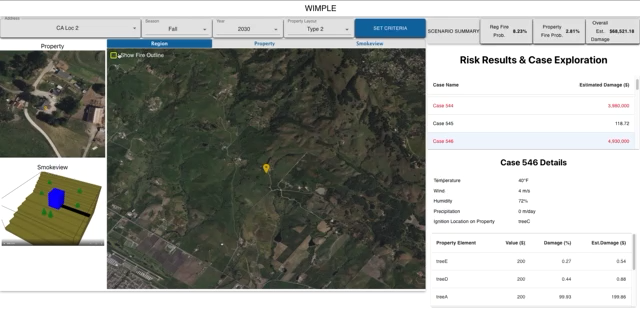 WIMPLE
Address
CA Loc 2
Season
Fall
Year
2030
Property Layout
Type 2
SET CRITERIA
SCENARIO SUMMARY
Reg Fire Prob.
8.23%
Property Fire Prob.
2.81%
Overall Est. Damage
$68,521.18
Property
Smokeview
Region
Property
Smokeview
Show Fire Outline
Risk Results & Case Exploration
Case Name
Estimated Damage ($)
Case 544
3,980.000
Case 545
118.72
Case 546
4,930.000
Case 546 Details
Temperature
40°F
Wind
4 m/s
Humidity
72%
Precipitation
0 m/day
Ignition Location on Property
treeC
Property Element
Value ($)
Damage (%)
Est.Damage ($)
treeE
200
0.27
0.54
treeD
200
0.44
0.88
treeA
200
99.93
199.86